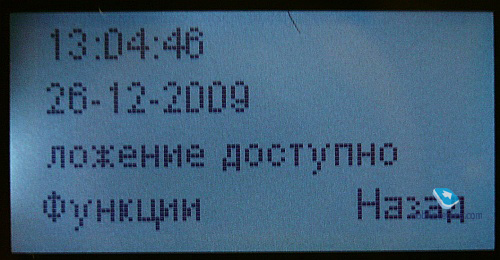 13:04:46
26-12-2009
ложение доступно
Функции Назад